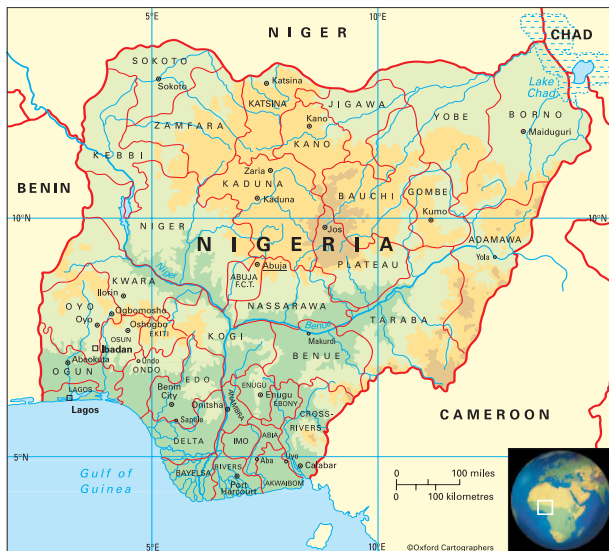 5°E
10°E
NIGER
CHAD
SOKOTO
Sokoto
Katsina
KATSINA
JIGAWA
Lake
Chad
ZAMFARA
Kano
KANO
YOBE
BORNO
Maiduguri
KEBBI
Zaria
KADUNA
BAUCHI
GOMBE
BENIN
Kaduna
Kumo
10°N
10°N
NIGER
NIGERIA
Jos
ADAMAWA
Yola
Abuja
PLATEAU
Niger
ABUJA
F.C.T.
KWARA
Ilorin
NASSARAWA
Benue
TARABA
OYO
Ogbomosho
Oyo
Oshogbo
OSUN
EKITI
KOGI
Makurdi
BENUE
Ibadan
Abeokuta
Ondo
ONDO
OGUN
EDO
ENUGU
Enugu
EBONY
LAGOS
Lagos
Benin
City
Onitsha
ANAMBRA
CROSS-
RIVERS
CAMEROON
Sapele
DELTA
IMO
ABIA
5°N
5°N
Gulf of
Guinea
BAYELSA
RIVERS
Aba
Uyo
Calabar
Port
Harcourt
AKWAIBOM
0
100 miles
0
100 kilometres
5°E
10°E
©Oxford Cartographers